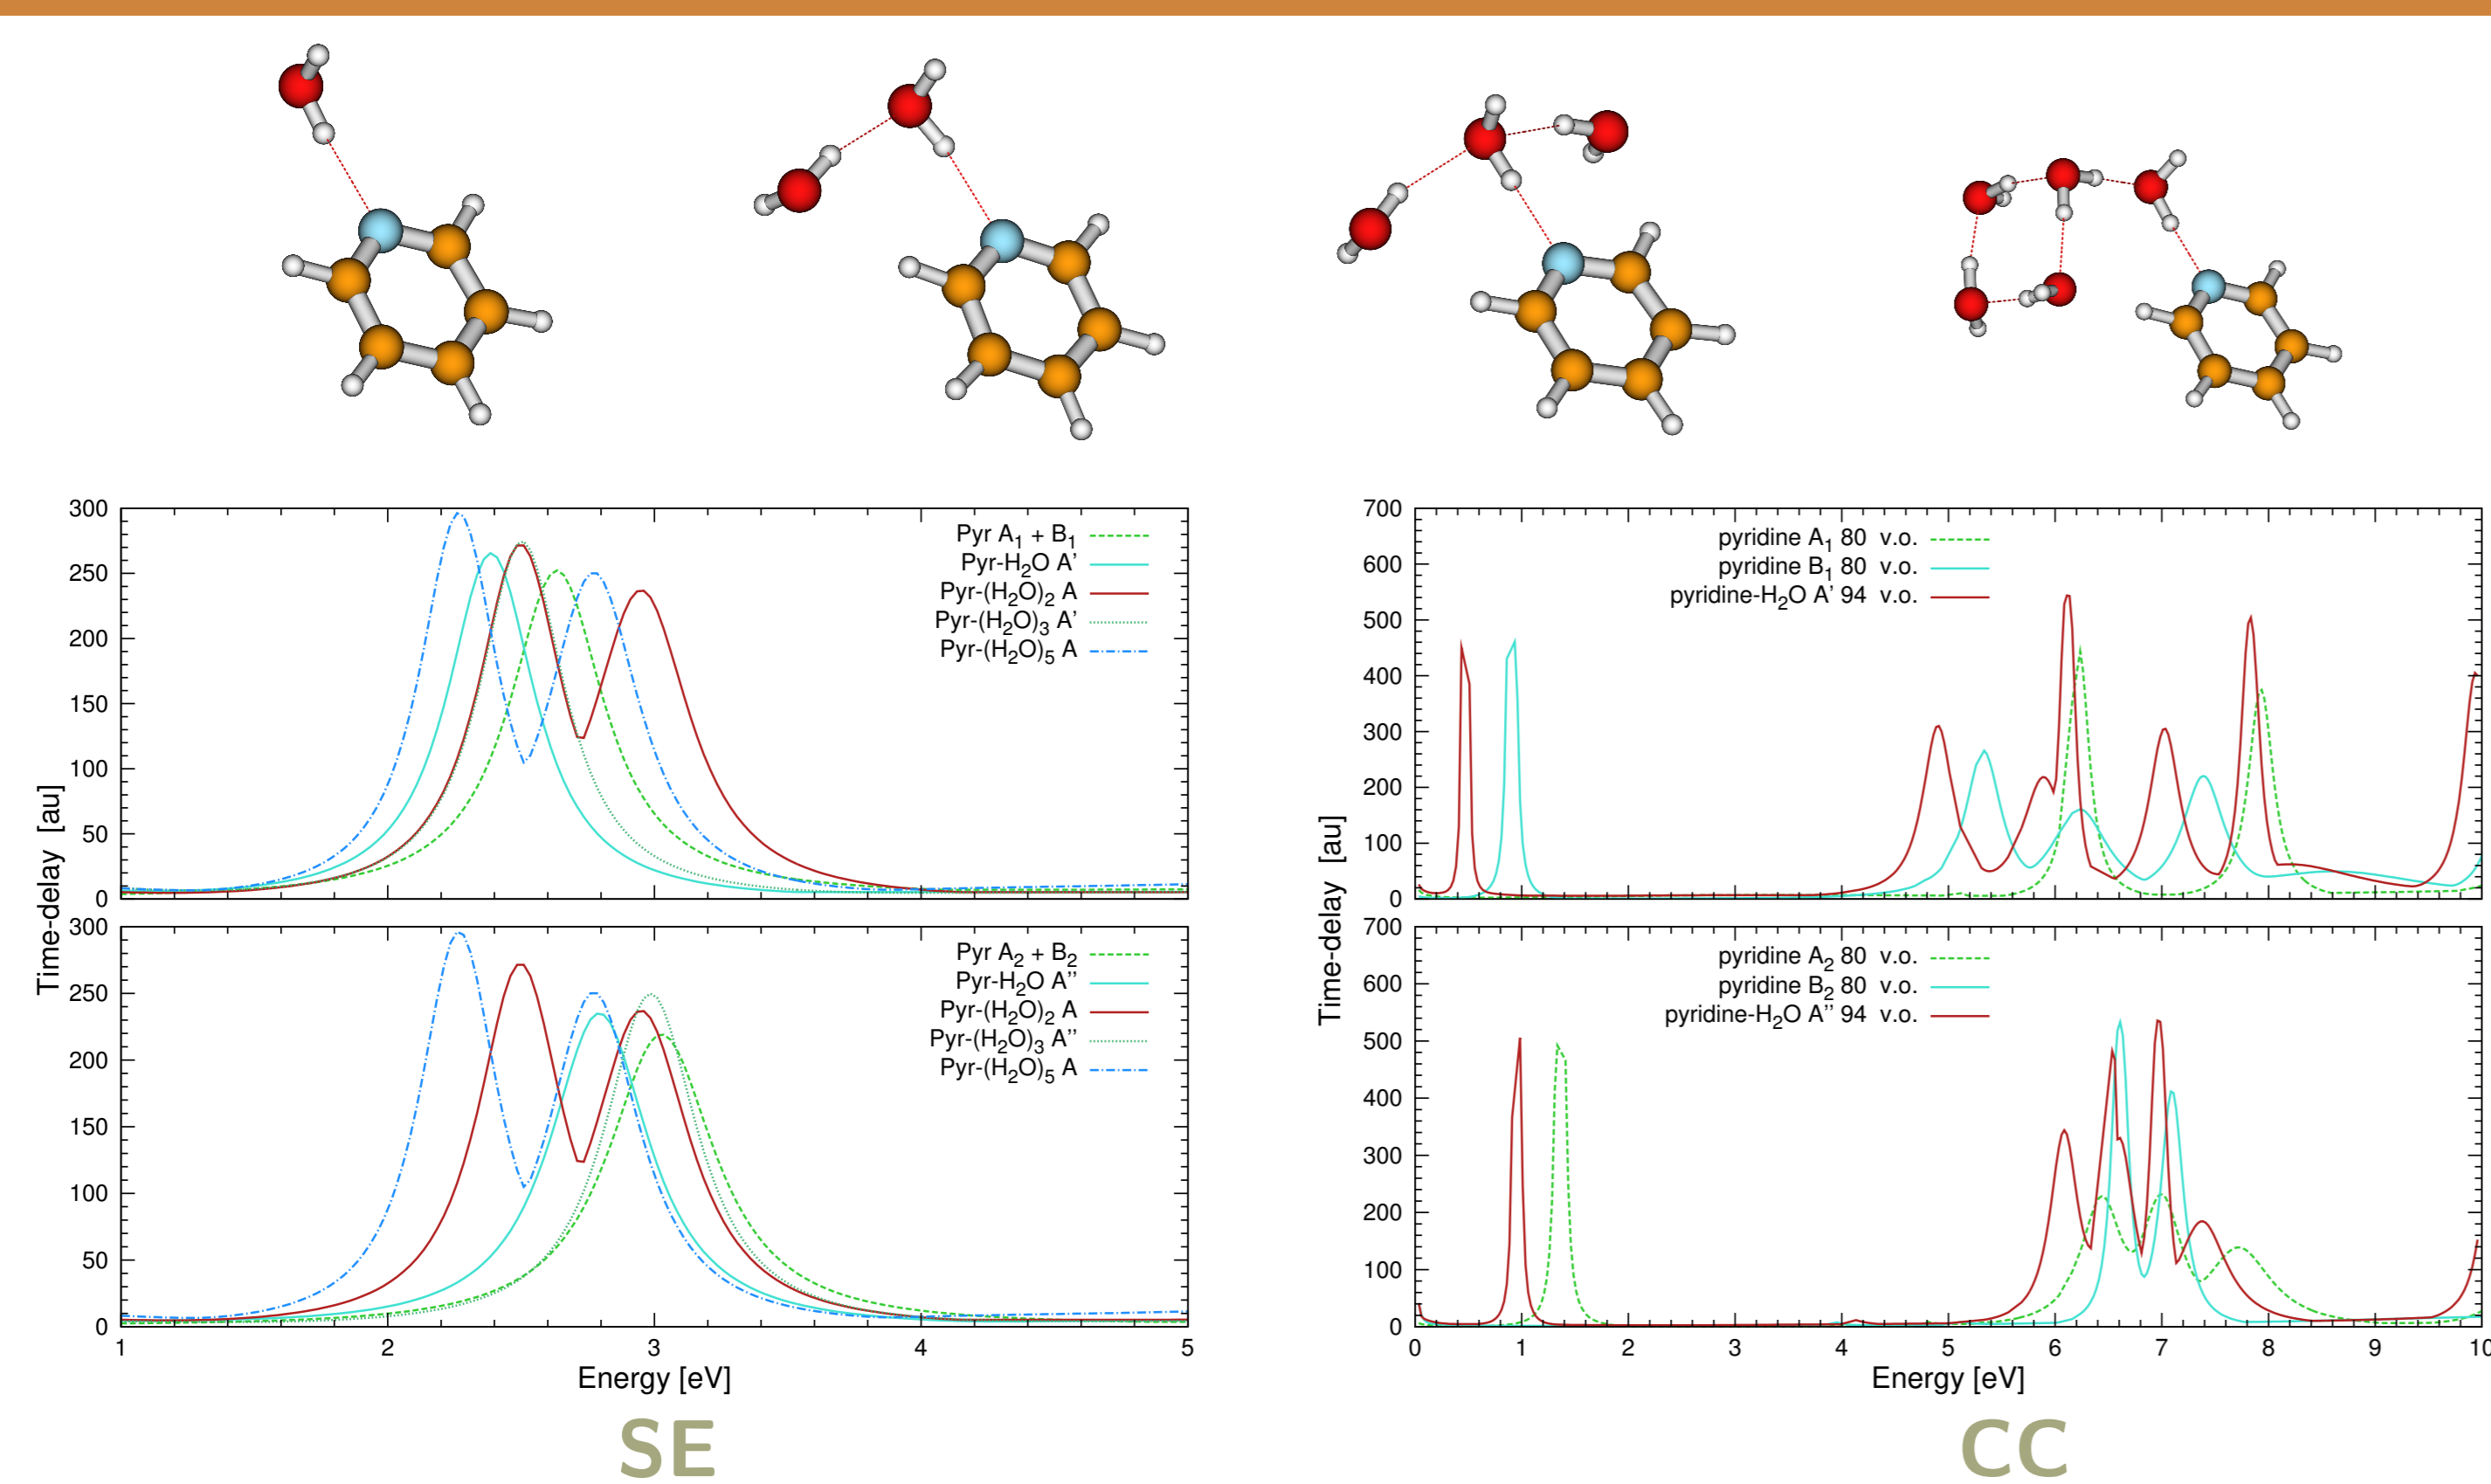 300
250
200
150
100
50
0
Pyr A1 + B1
Pyr-H2O A'
Pyr-(H2O)2 A
Pyr-(H2O)3 A'
Pyr-(H2O)5 A
300
250
200
150
100
50
0
Pyr A2 + B2
Pyr-H2O A''
Pyr-(H2O)2 A
Pyr-(H2O)3 A''
Pyr-(H2O)5 A
1 2 3 4 5
Time-delay [au]
Energy [eV]
SE
700
600
500
400
300
200
100
0
pyridine A1 80 v.o.
pyridine B1 80 v.o.
pyridine-H2O A' 94 v.o.
700
600
500
400
300
200
100
0
pyridine A2 80 v.o.
pyridine B2 80 v.o.
pyridine-H2O A'' 94 v.o.
0 1 2 3 4 5 6 7 8 9 10
Time-delay [au]
Energy [eV]
CC